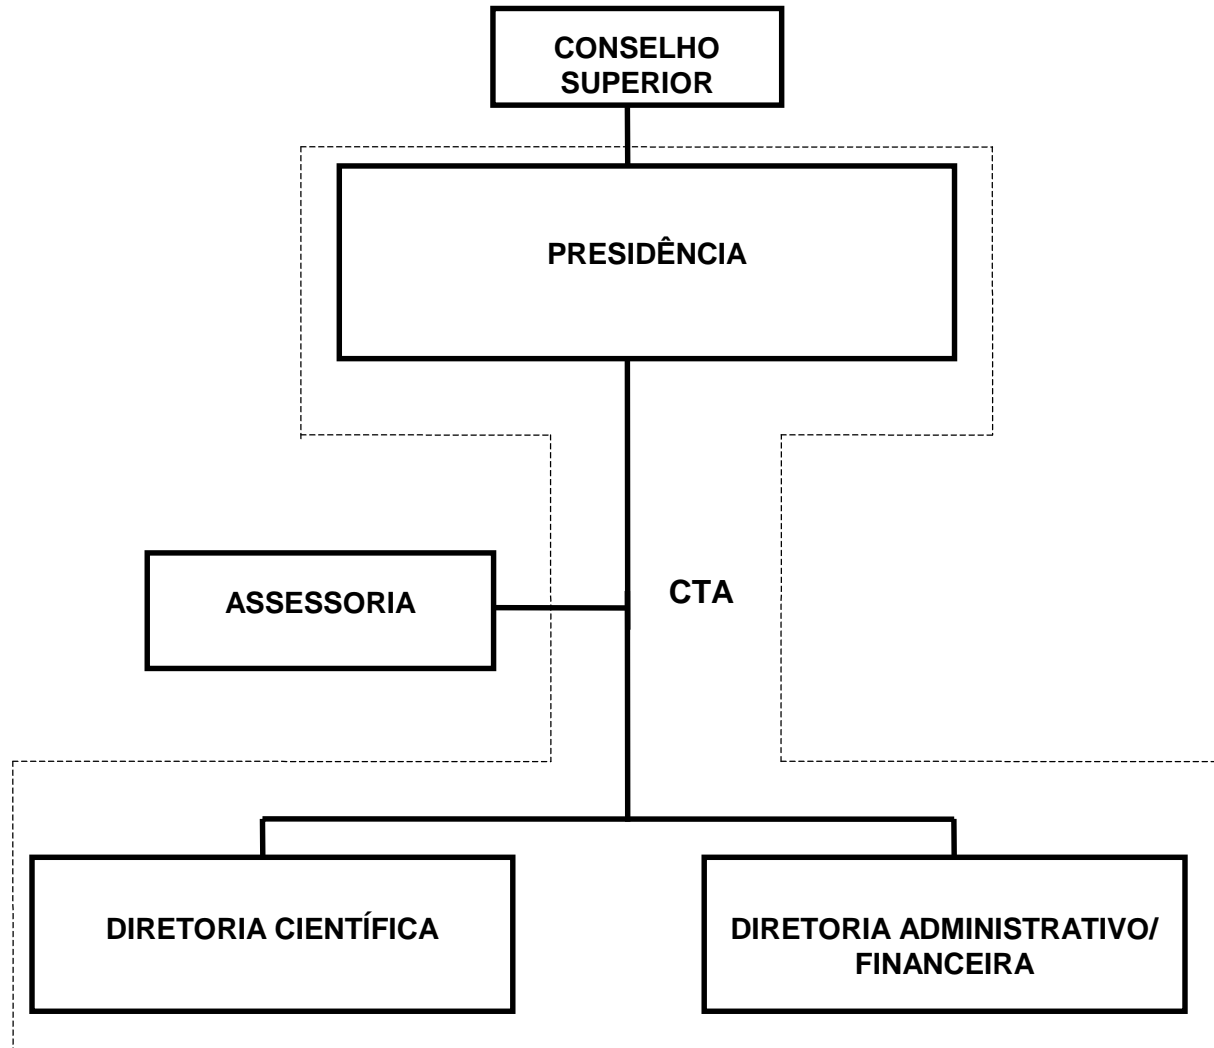 CONSELHO
SUPERIOR
PRESIDÊNCIA
ASSESSORIA
CTA
DIRETORIA CIENTÍFICA
DIRETORIA ADMINISTRATIVO/
FINANCEIRA